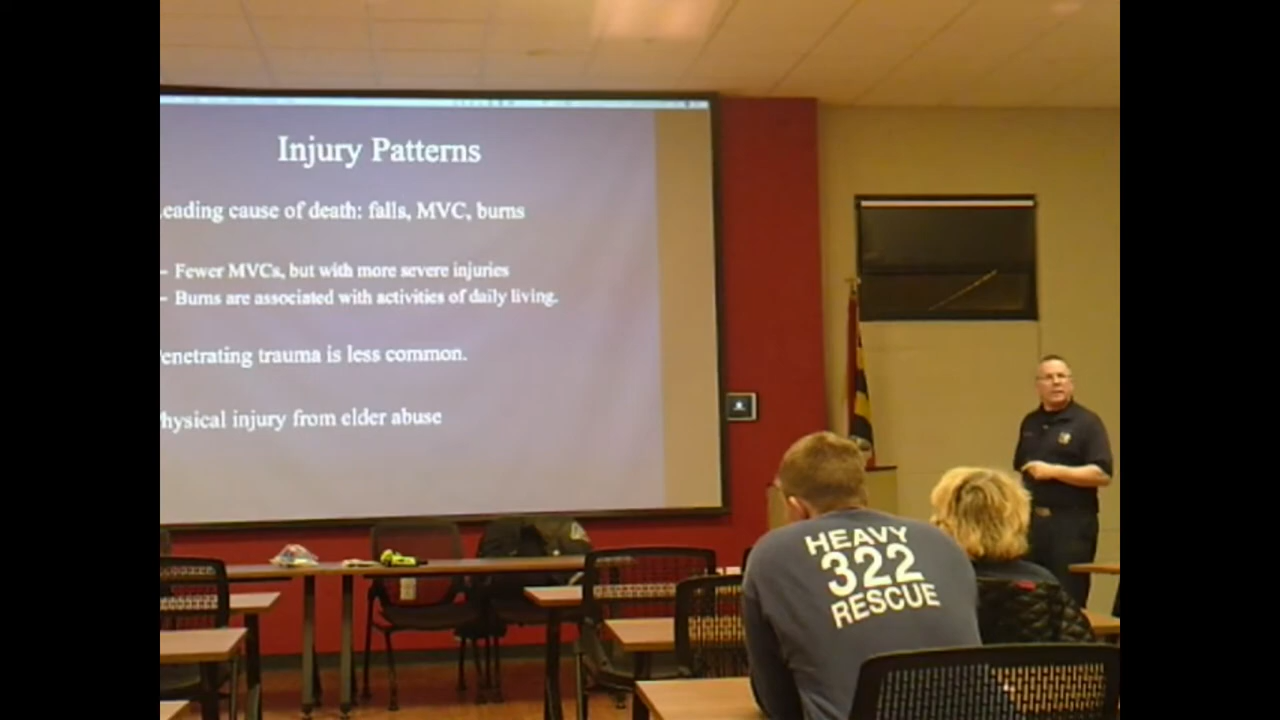 Injury Patterns
eading cause of death: falls, MVC, burns
– Fewer MVCs, but with more severe injuries
– Burns are associated with activities of daily living.
enetrating trauma is less common.
hysical injury from elder abuse
HEAVY
322
RESCUE